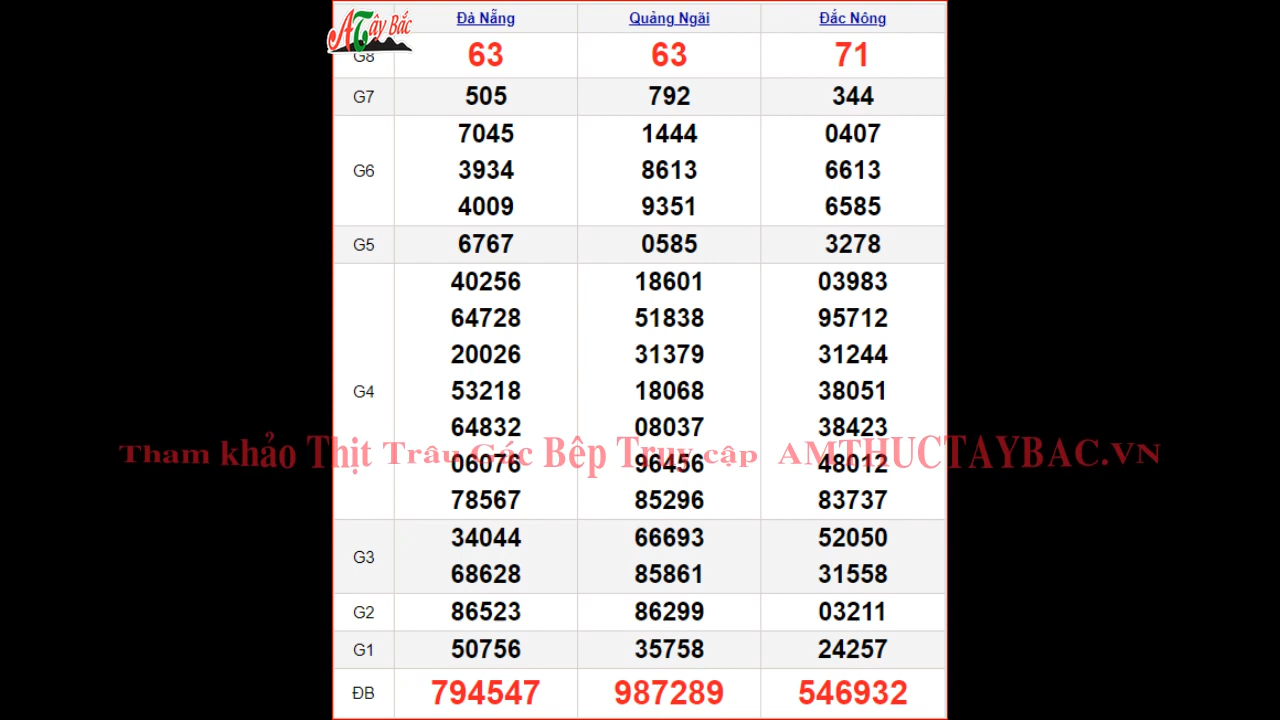 ATây Bắc
Đà Nẵng Quảng Ngãi Đắc Nông
G8 63 63 71
G7 505 792 344
7045 1444 0407
G6 3934 8613 6613
4009 9351 6585
G5 6767 0585 3278
40256 18601 03983
64728 51838 95712
20026 31379 31244
G4 53218 18068 38051
64832 08037 38423
Tham khảo Thịt Trâu Gác Bếp Truy cập AMTHUCTAYBAC.VN
06076 96456 48012
78567 85296 83737
34044 66693 52050
G3
68628 85861 31558
G2 86523 86299 03211
G1 50756 35758 24257
ĐB 794547 987289 546932